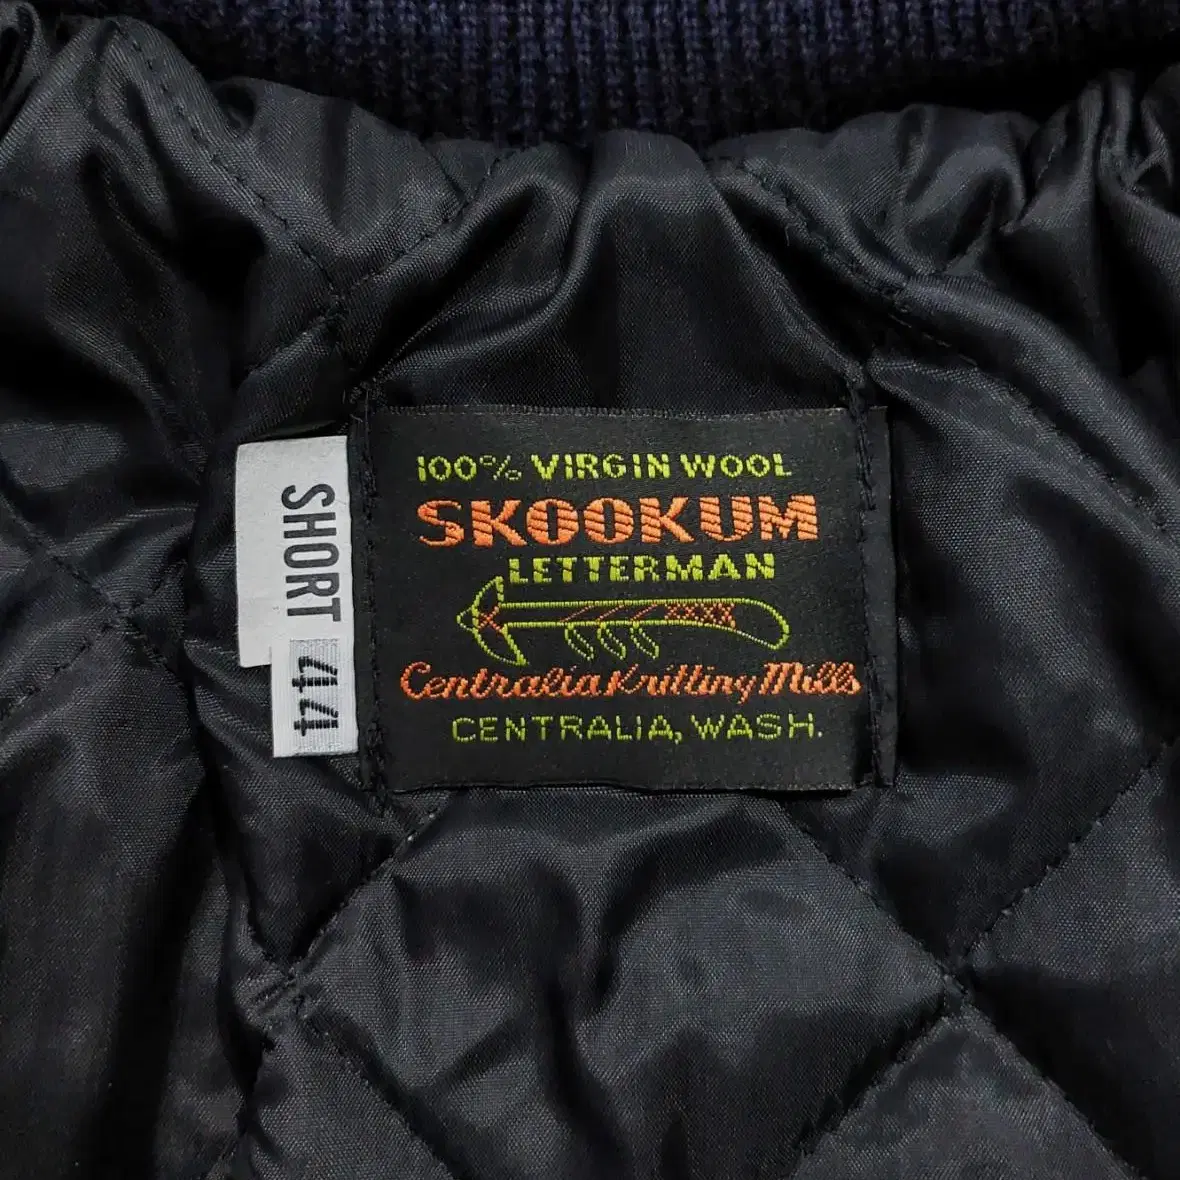 100% VIRGIN WOOL
SKOOKUM
LETTERMAN
Centralia Knitting Mills
CENTRALIA, WASH.
SHORT
44